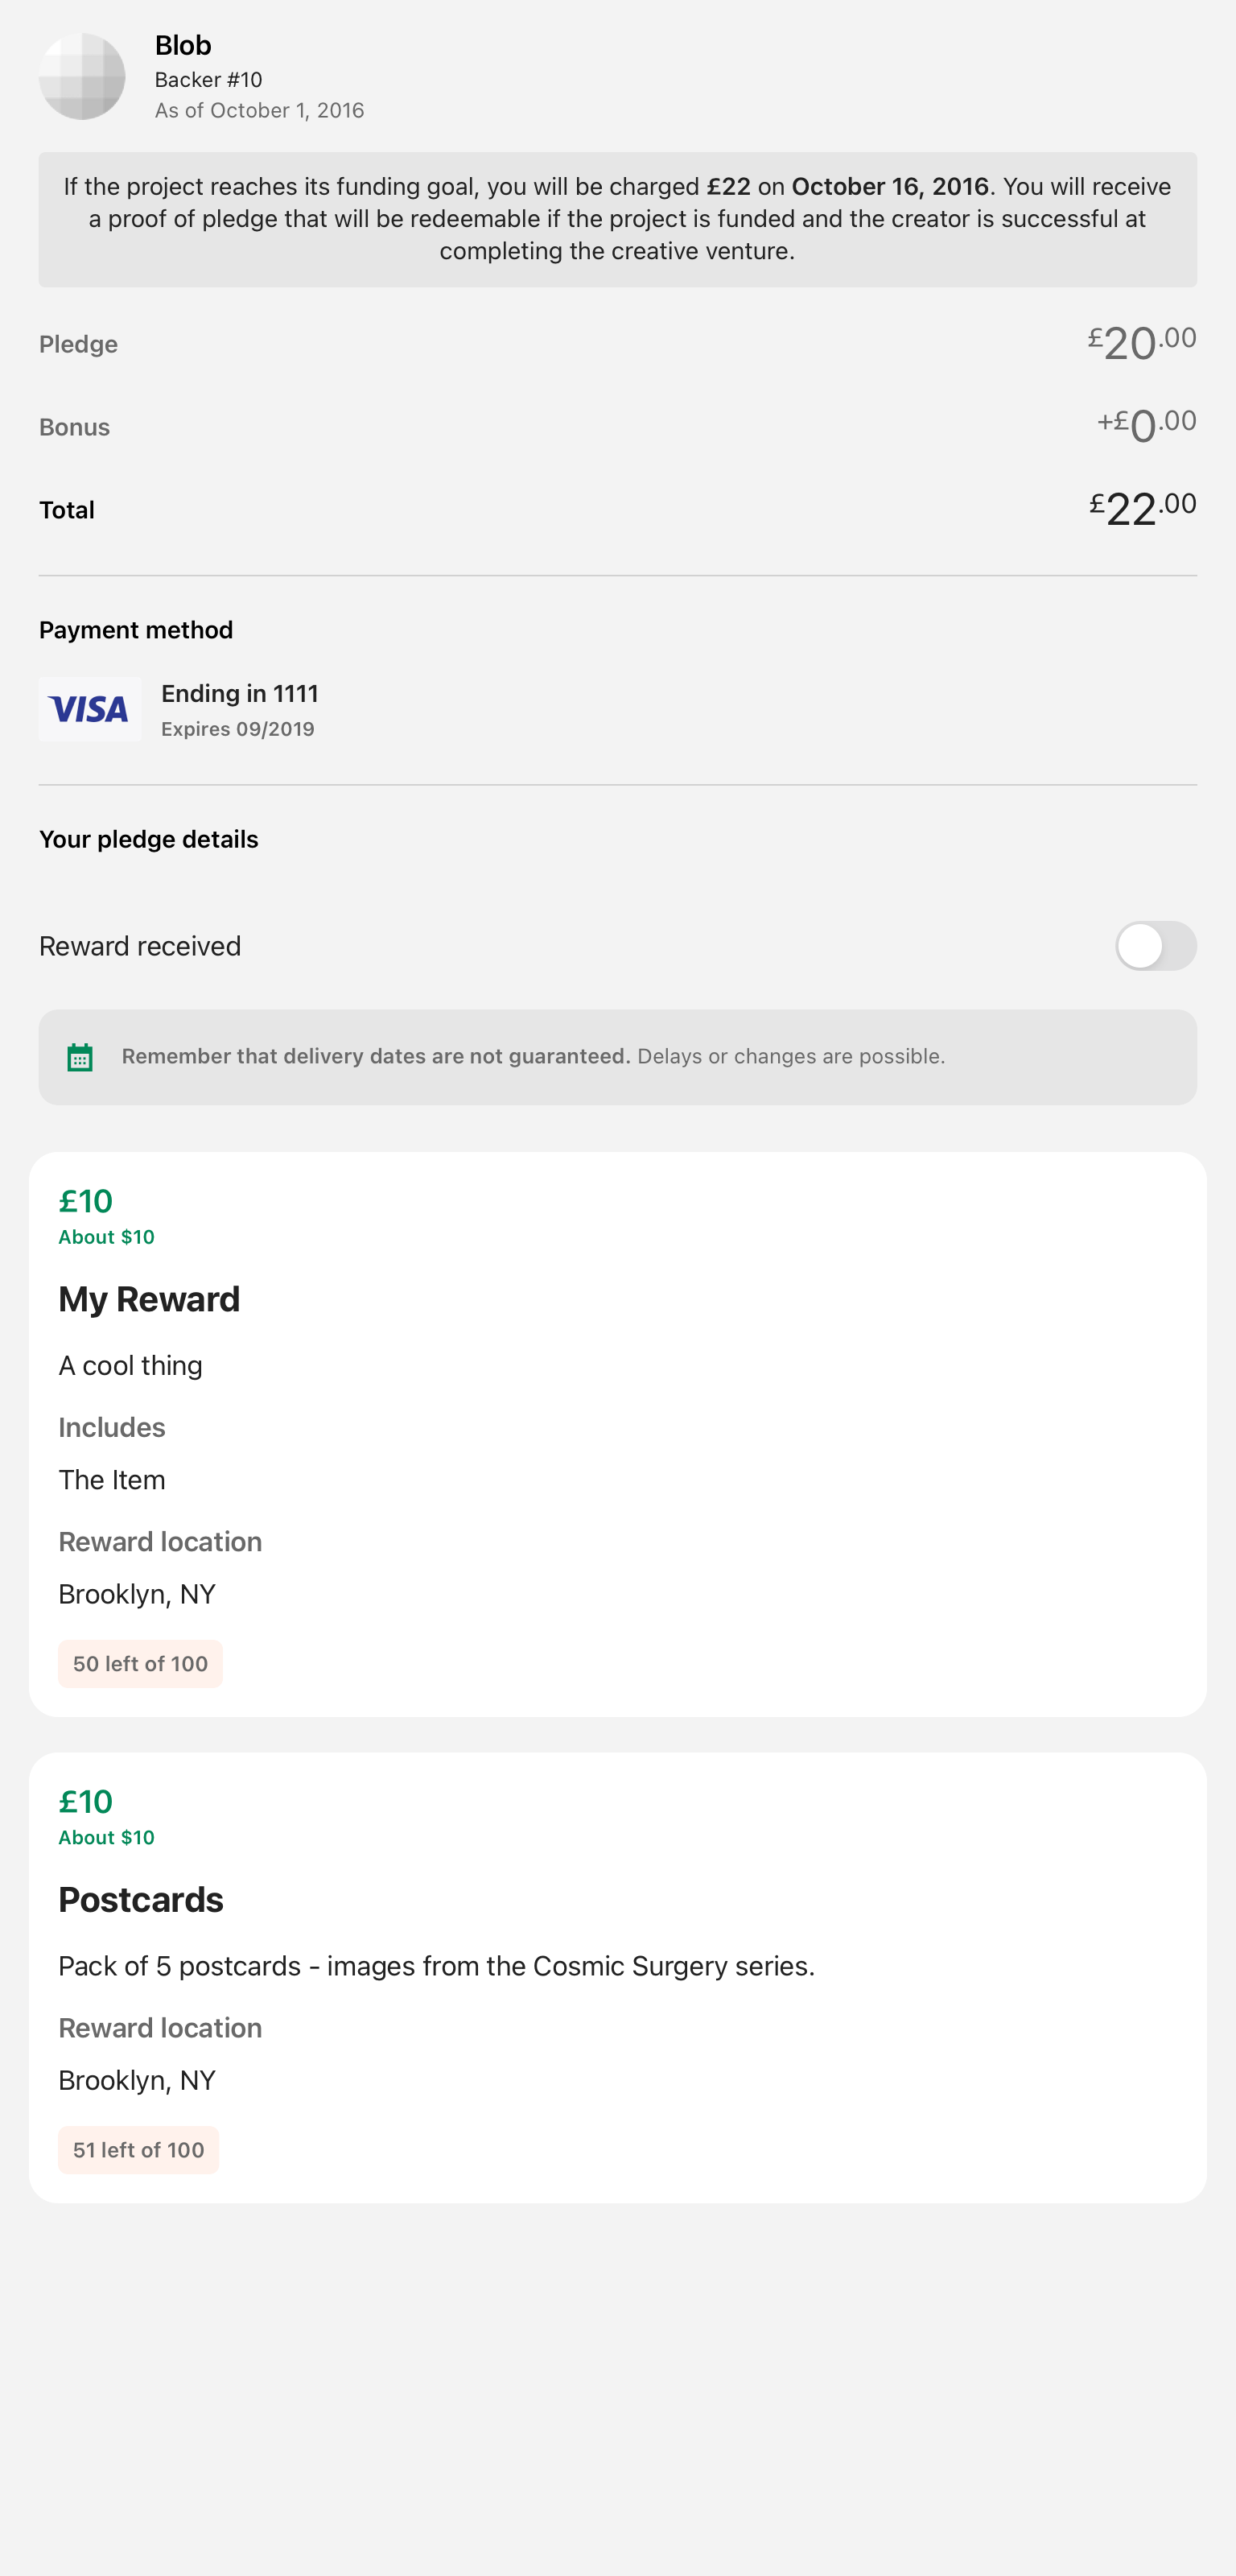 Blob
Backer #10
As of October 1, 2016
If the project reaches its funding goal, you will be charged £22 on October 16, 2016. You will receive
a proof of pledge that will be redeemable if the project is funded and the creator is successful at
completing the creative venture.
Pledge £20.00
Bonus +£0.00
Total £22.00
Payment method
VISA
Ending in 1111
Expires 09/2019
Your pledge details
Reward received
Remember that delivery dates are not guaranteed. Delays or changes are possible.
£10
About $10
My Reward
A cool thing
Includes
The Item
Reward location
Brooklyn, NY
50 left of 100
£10
About $10
Postcards
Pack of 5 postcards - images from the Cosmic Surgery series.
Reward location
Brooklyn, NY
51 left of 100